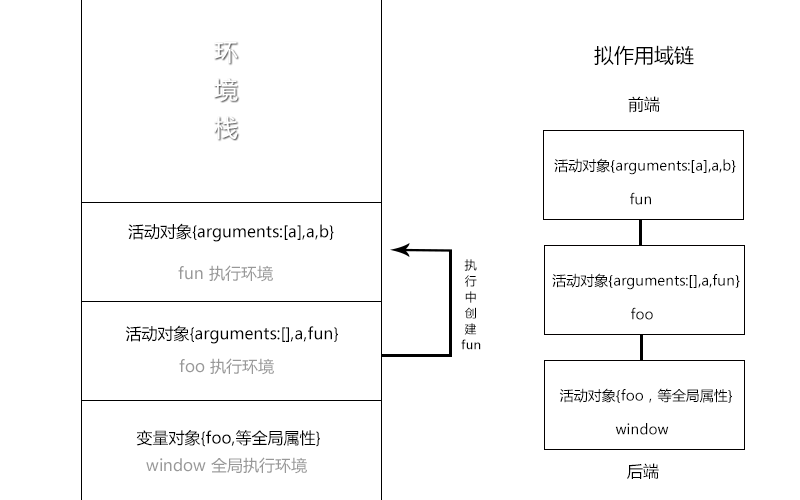 环
境
栈
活动对象{arguments:[a],a,b}
fun 执行环境
活动对象{arguments:[],a,fun}
foo 执行环境
变量对象{foo,等全局属性}
window 全局执行环境
执
行
中
创
建
fun
拟作用域链
前端
活动对象{arguments:[a],a,b}
fun
活动对象{arguments:[],a,fun}
foo
活动对象{foo，等全局属性}
window
后端